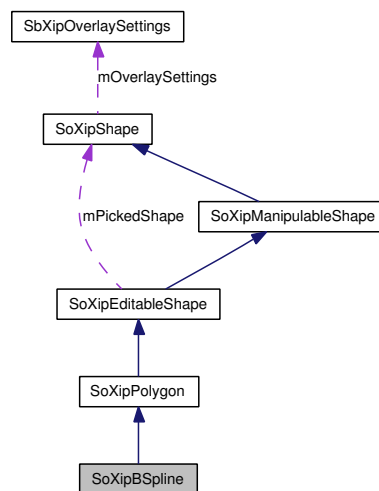 SbXipOverlaySettings
mOverlaySettings
SoXipShape
mPickedShape
SoXipManipulableShape
SoXipEditableShape
SoXipPolygon
SoXipBSpline